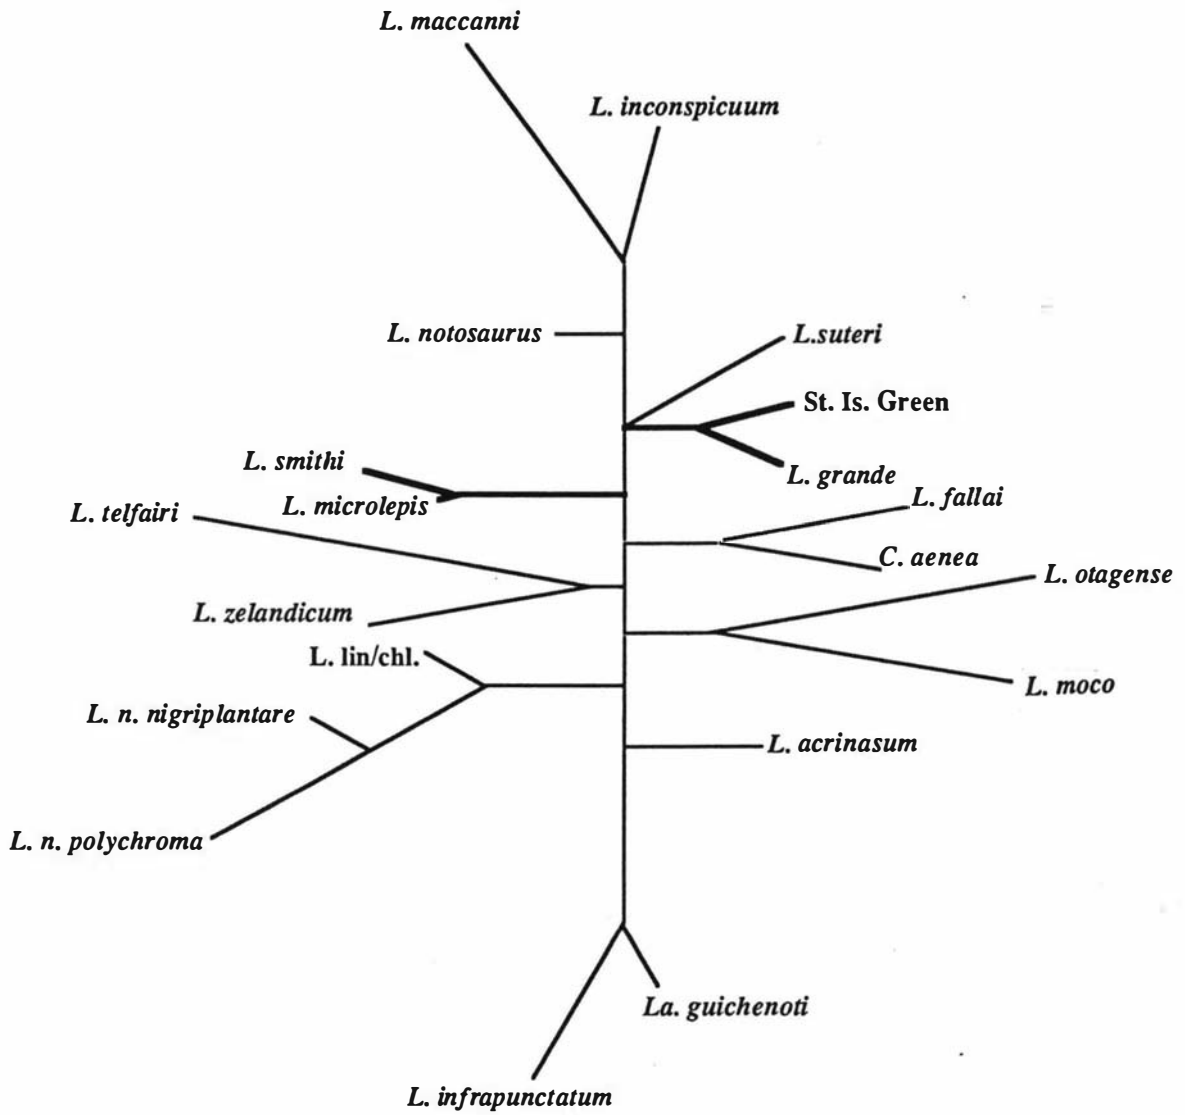 L. maccanni
L. inconspicuum
L. notosaurus
L.suteri
St. Is. Green
L. smithi
L. grande
L. microlepis
L. fallai
L. telfairi
C. aenea
L. otagense
L. zelandicum
L. lin/chl.
L. moco
L. n. nigriplantare
L. acrinasum
L. n. polychroma
La. guichenoti
L. infrapunctatum